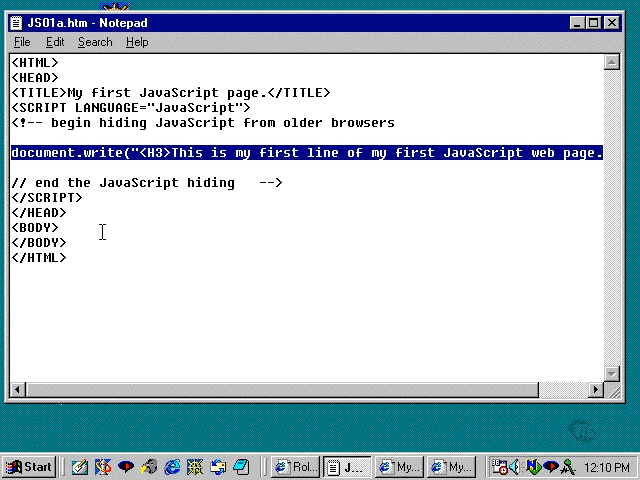 JS01a.htm - Notepad
File Edit Search Help
<HTML>
<HEAD>
<TITLE>My first JavaScript page.</TITLE>
<SCRIPT LANGUAGE="JavaScript">
<!-- begin hiding JavaScript from older browsers
document.write("<H3>This is my first line of my first JavaScript web page.
// end the JavaScript hiding   -->
</SCRIPT>
</HEAD>
<BODY>
</BODY>
</HTML>
Start Rol... J... My... My... 12:10 PM